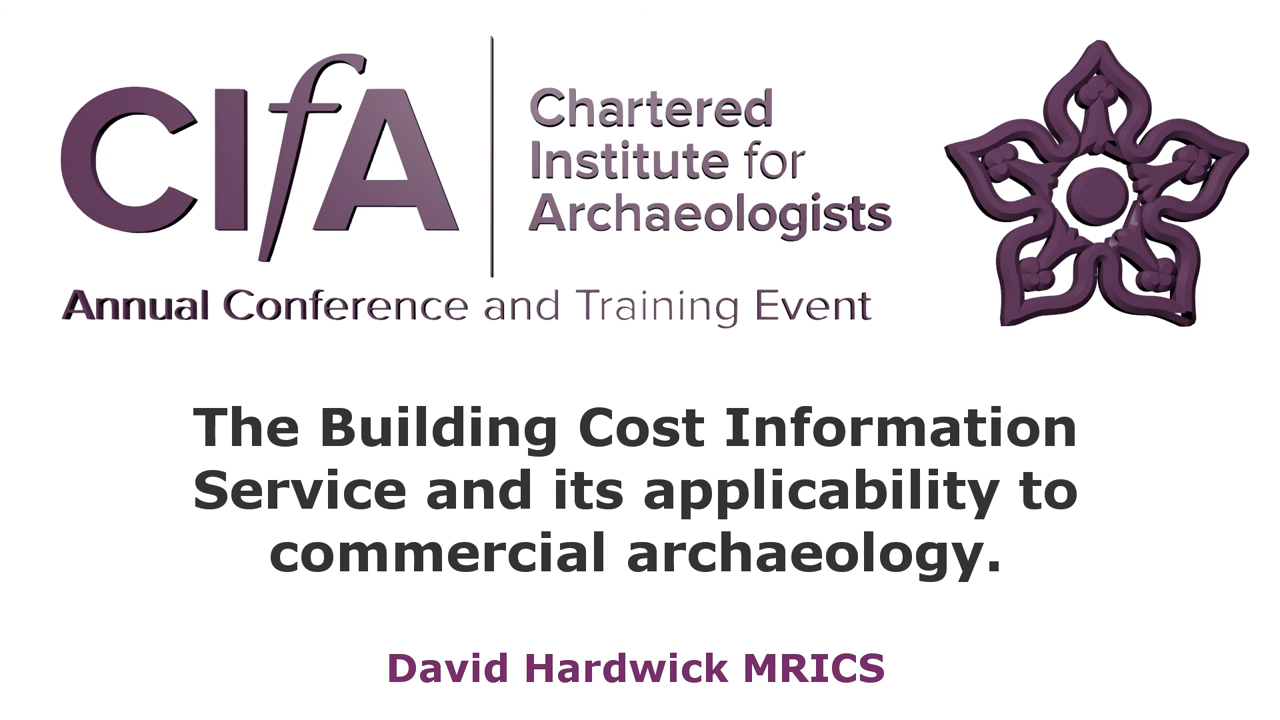 CIfA
Chartered
Institute for
Archaeologists
Annual Conference and Training Event
The Building Cost Information
Service and its applicability to
commercial archaeology.
David Hardwick MRICS